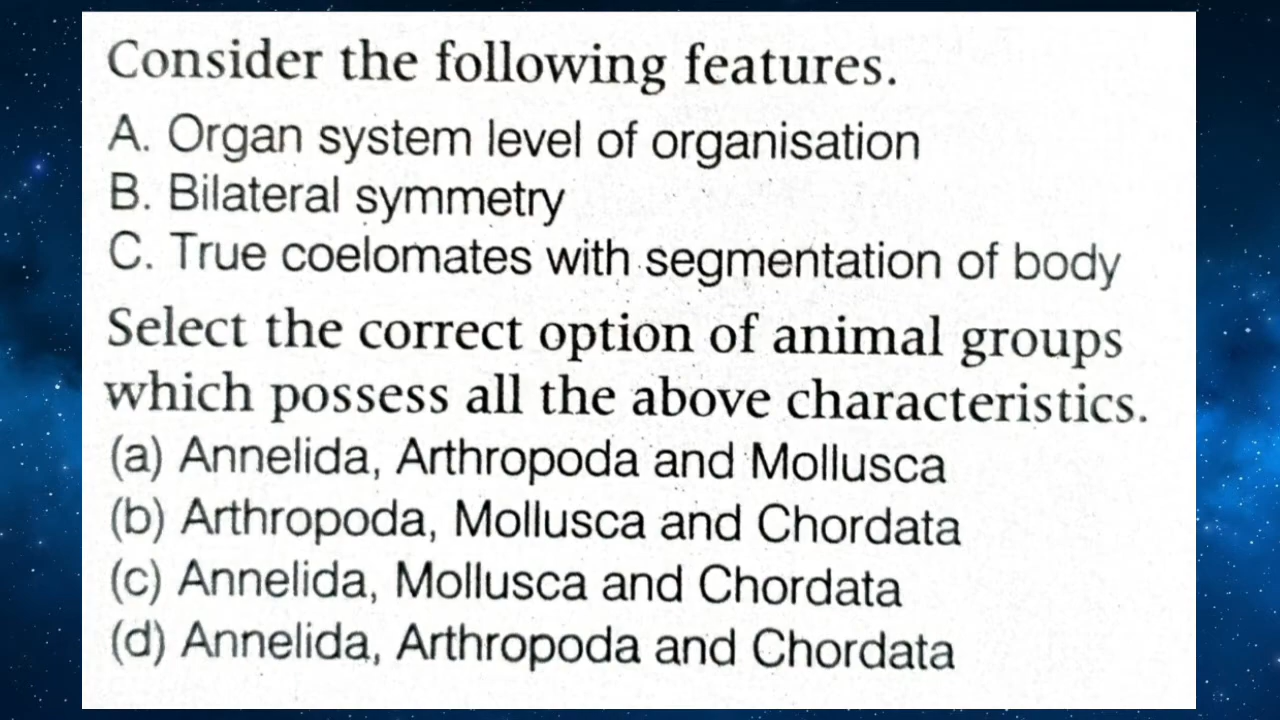 Consider the following features.
A. Organ system level of organisation
B. Bilateral symmetry
C. True coelomates with segmentation of body
Select the correct option of animal groups
which possess all the above characteristics.
(a) Annelida, Arthropoda and Mollusca
(b) Arthropoda, Mollusca and Chordata
(c) Annelida, Mollusca and Chordata
(d) Annelida, Arthropoda and Chordata